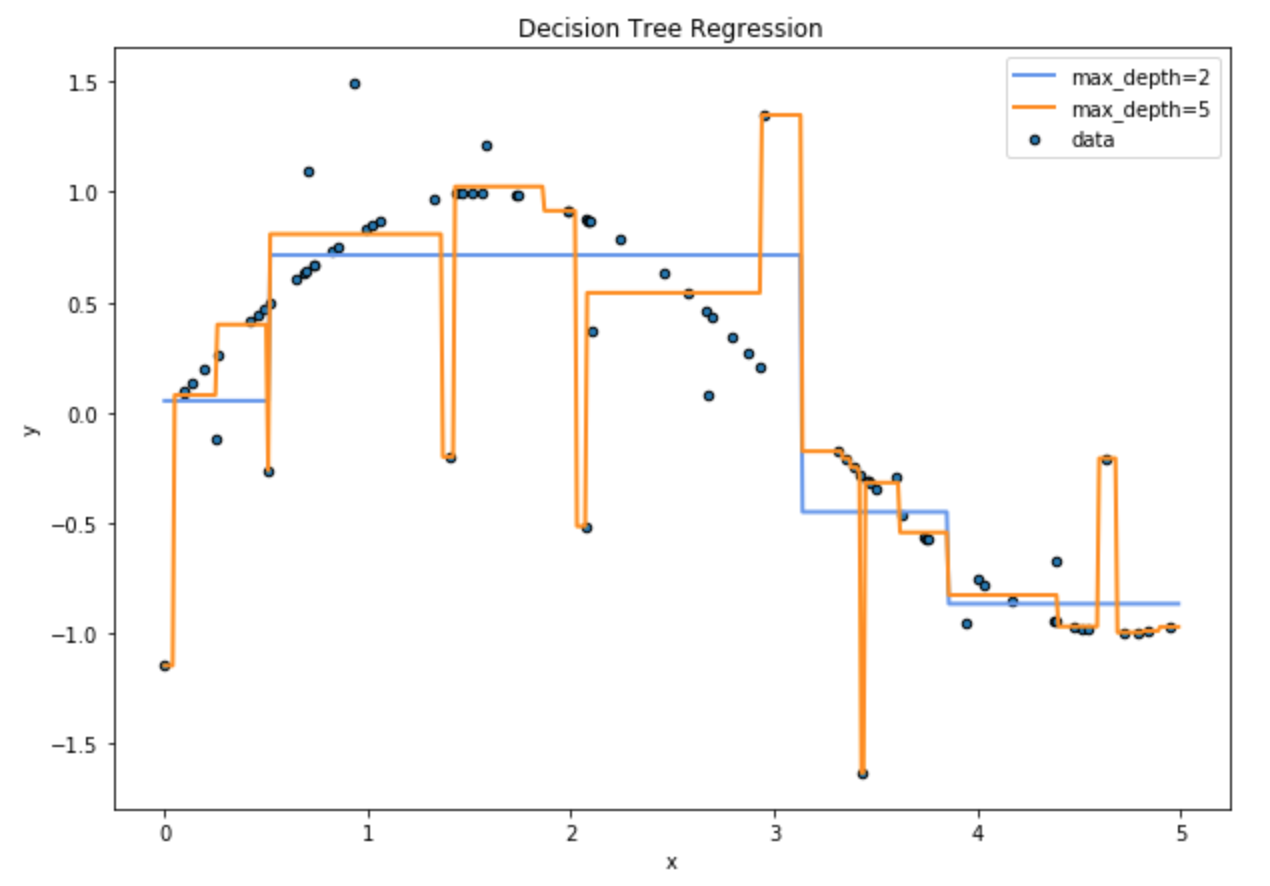 Decision Tree Regression
max_depth=2
max_depth=5
data
1.5
1.0
0.5
0.0
−0.5
−1.0
−1.5
y
0 1 2 3 4 5
x